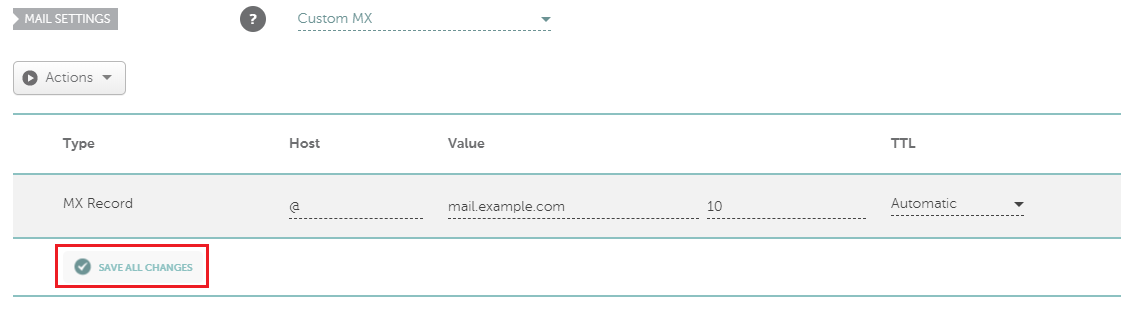 MAIL SETTINGS ? Custom MX
Actions
Type Host Value TTL
MX Record @ mail.example.com 10 Automatic
SAVE ALL CHANGES